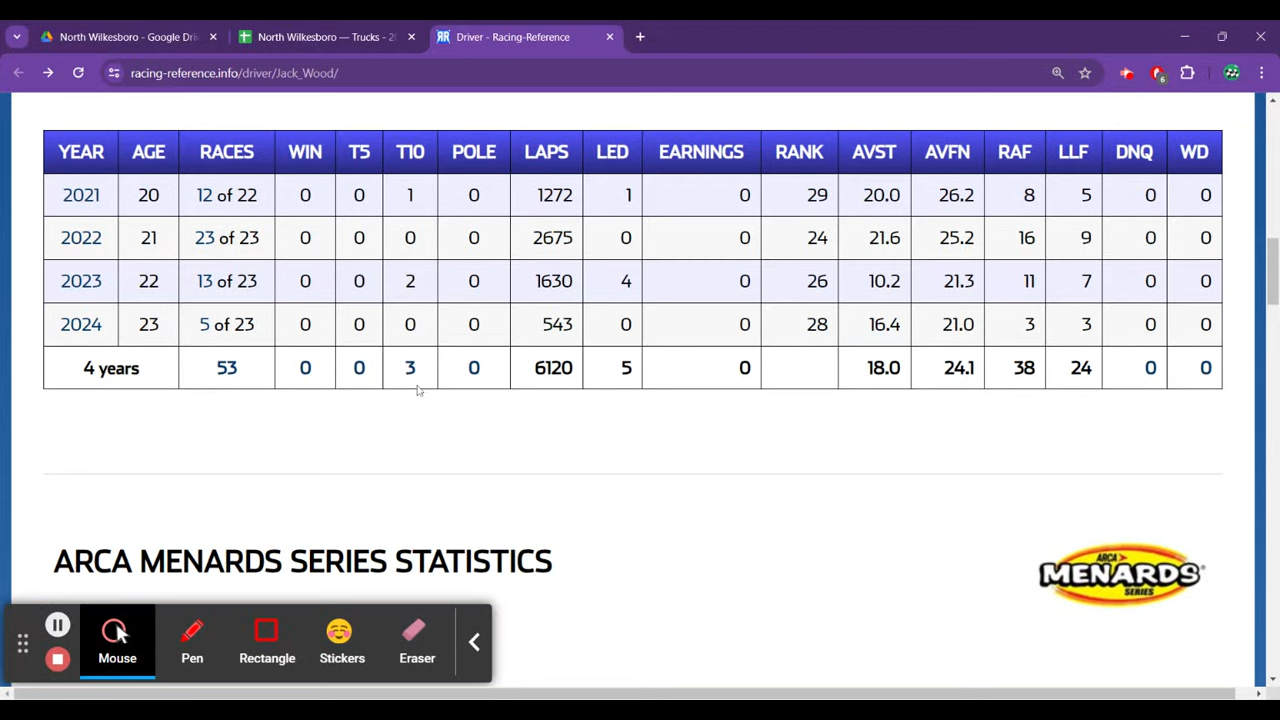 North Wilkesboro - Google Driv
North Wilkesboro — Trucks - 2
Driver - Racing-Reference
racing-reference.info/driver/Jack_Wood/
6
YEAR AGE RACES WIN T5 T10 POLE LAPS LED EARNINGS RANK AVST AVFN RAF LLF DNQ WD
2021 20 12 of 22 0 0 1 0 1272 1 0 29 20.0 26.2 8 5 0 0
2022 21 23 of 23 0 0 0 0 2675 0 0 24 21.6 25.2 16 9 0 0
2023 22 13 of 23 0 0 2 0 1630 4 0 26 10.2 21.3 11 7 0 0
2024 23 5 of 23 0 0 0 0 543 0 0 28 16.4 21.0 3 3 0 0
4 years 53 0 0 3 0 6120 5 0 18.0 24.1 38 24 0 0
ARCA MENARDS SERIES STATISTICS
ARCA
MENARDS
SERIES
Mouse Pen Rectangle Stickers Eraser